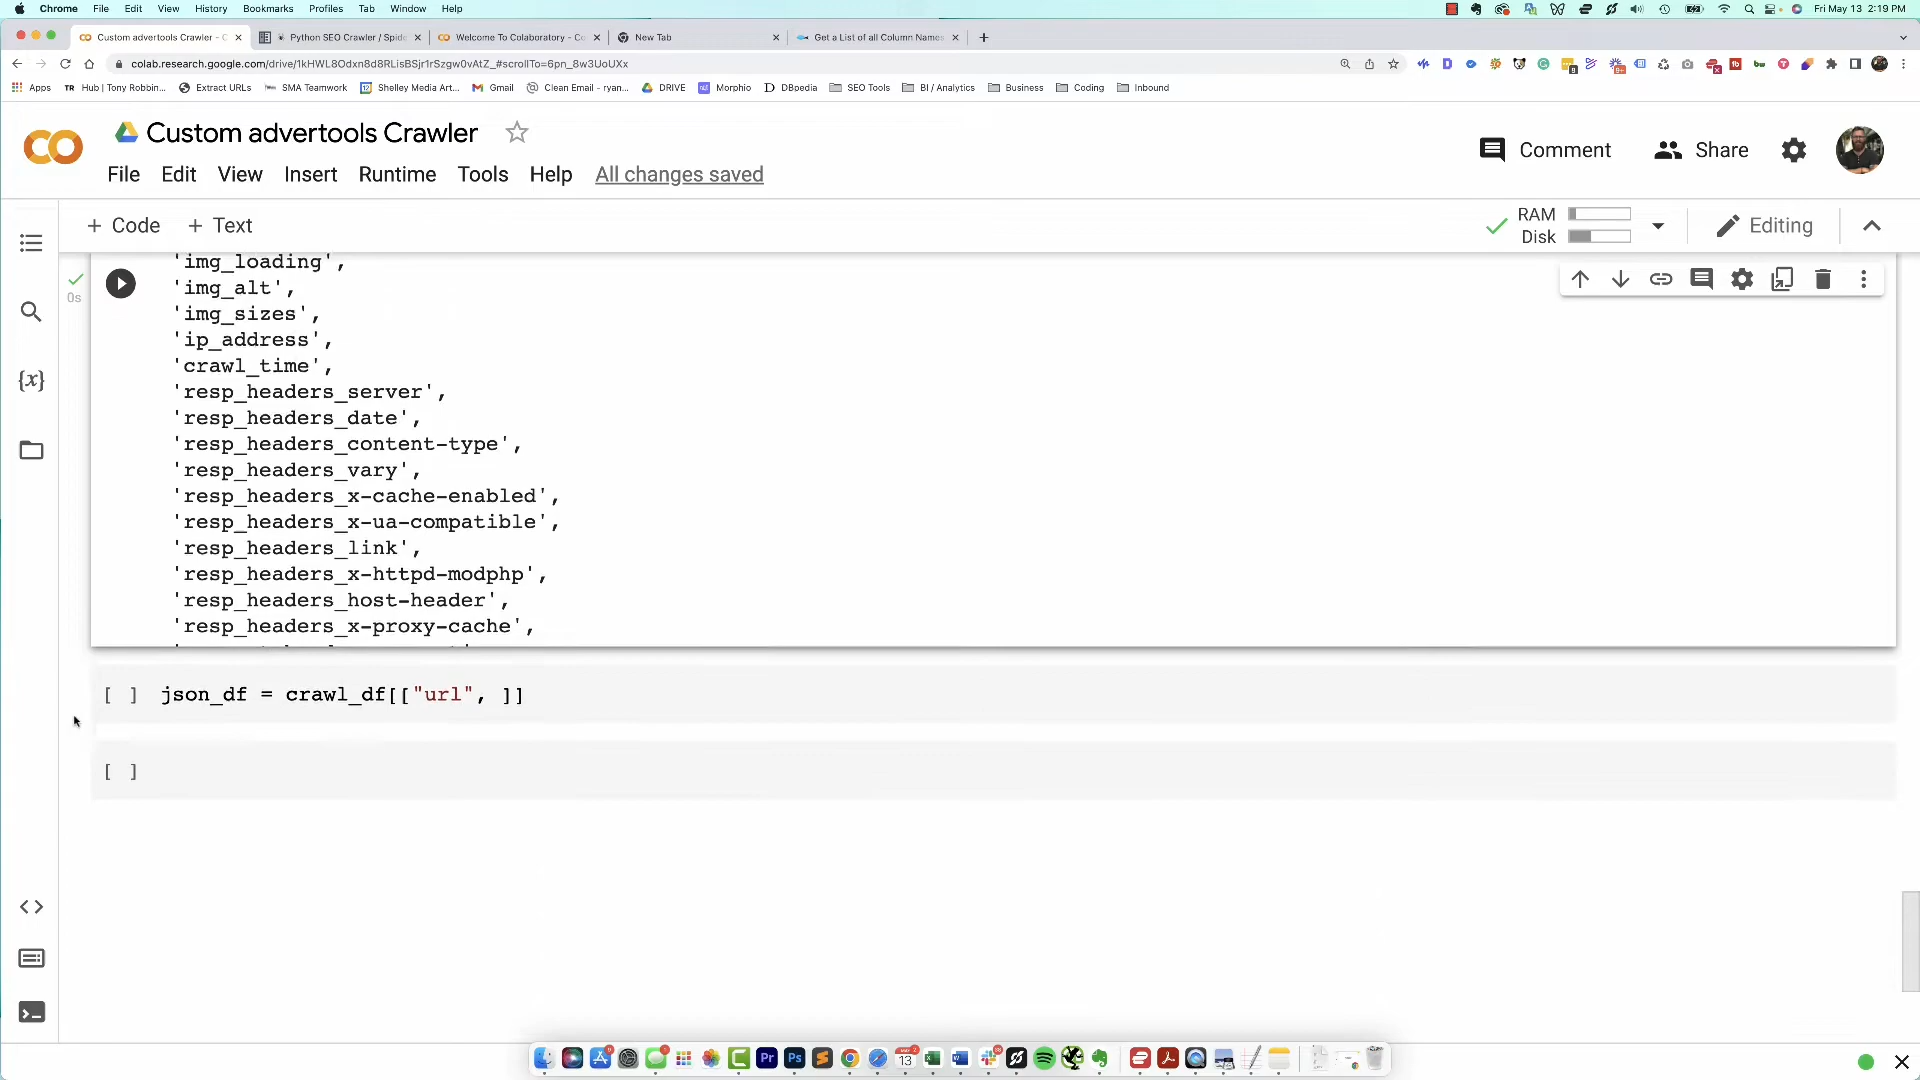 Chrome File Edit View History Bookmarks Profiles Tab Window Help Fri May 13 2:19 PM
Custom advertools Crawler - C Python SEO Crawler / Spide Welcome To Colaboratory - Co New Tab Get a List of all Column Names
colab.research.google.com/drive/1kHWL8Odxn8d8RLisBSjr1rSzgw0vAtZ_#scrollTo=6pn_8w3UoUXx
Apps Hub | Tony Robbin... Extract URLs SMA Teamwork Shelley Media Art... Gmail Clean Email - ryan... DRIVE Morphio DBpedia SEO Tools BI / Analytics Business Coding Inbound
Custom advertools Crawler
Comment Share
File Edit View Insert Runtime Tools Help All changes saved
+ Code + Text RAM Disk Editing
'img_loading',
0s
'img_alt',
'img_sizes',
'ip_address',
'crawl_time',
'resp_headers_server',
'resp_headers_date',
'resp_headers_content-type',
'resp_headers_vary',
'resp_headers_x-cache-enabled',
'resp_headers_x-ua-compatible',
'resp_headers_link',
'resp_headers_x-httpd-modphp',
'resp_headers_host-header',
'resp_headers_x-proxy-cache',
[ ] json_df = crawl_df[["url", ]]
[ ]